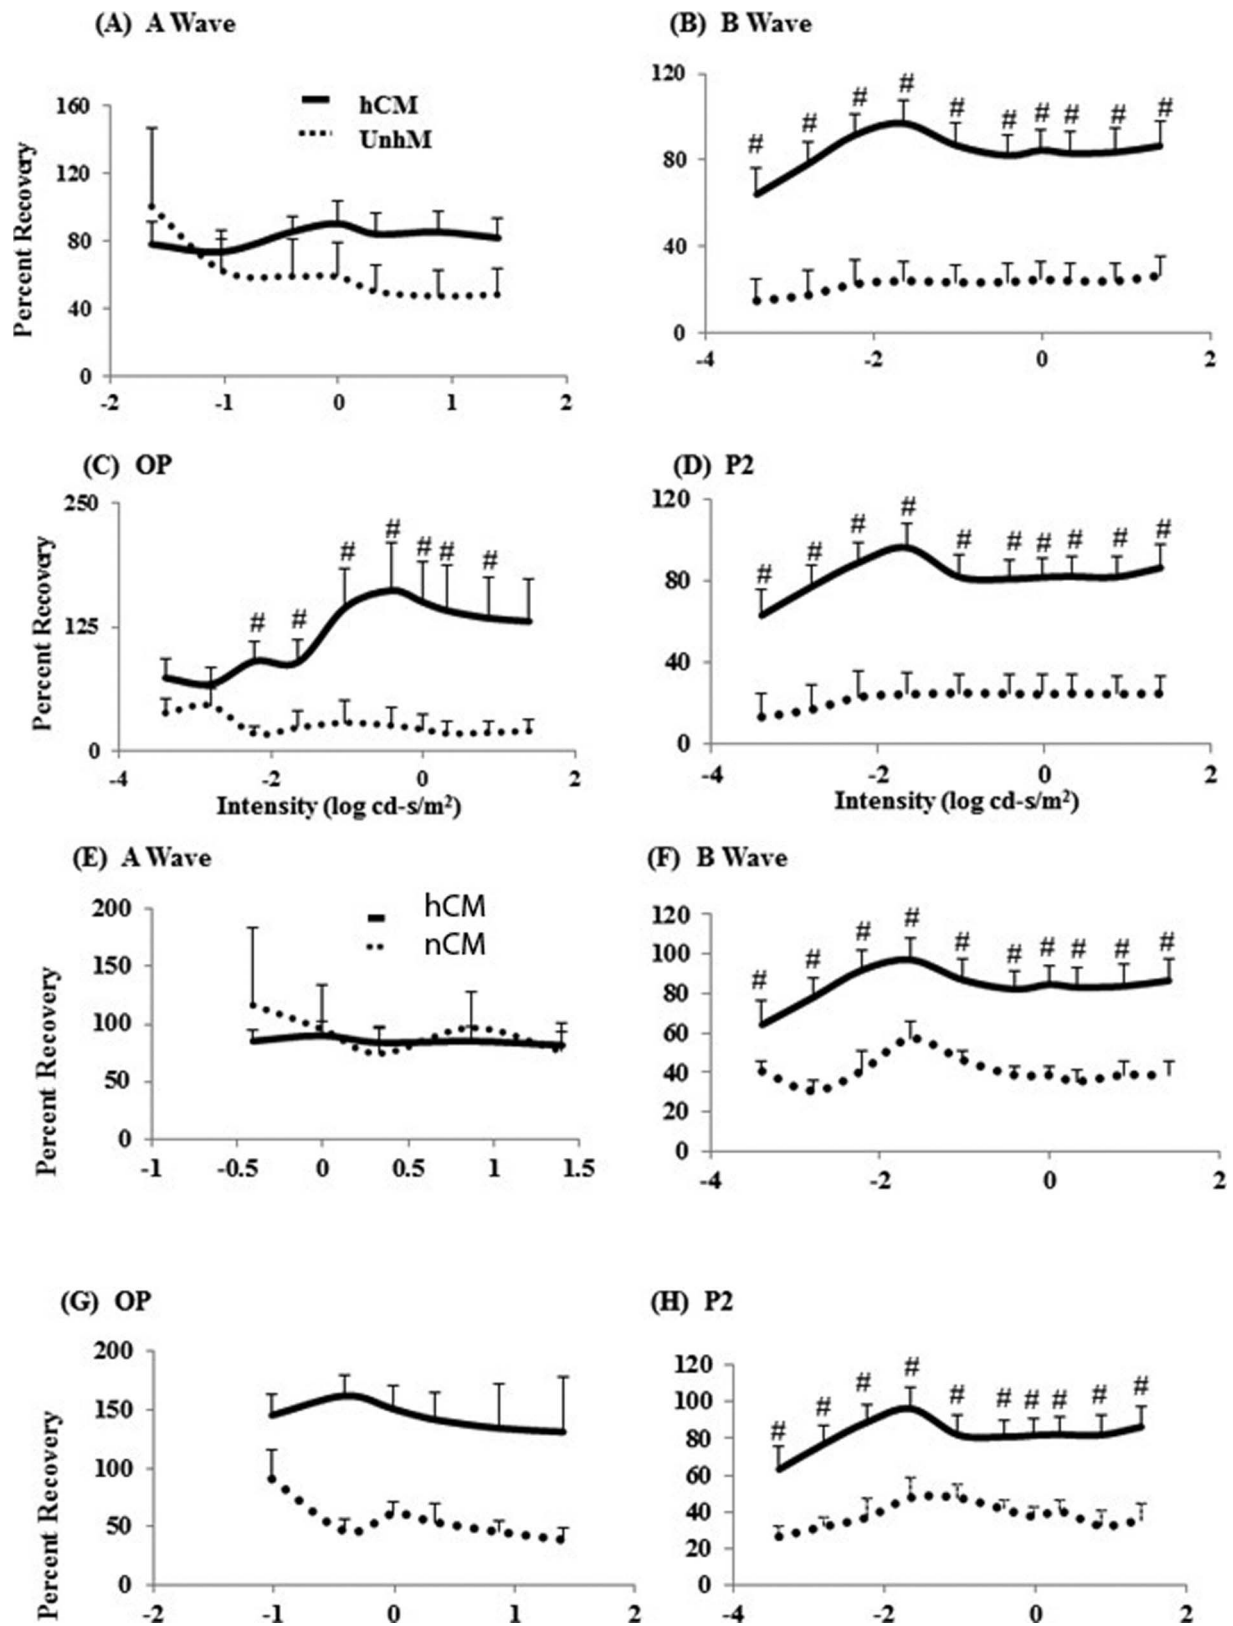 (A) A Wave
(B) B Wave
160
120
80
40
0
Percent Recovery
hCM
UnhM
-2 -1 0 1 2
120
80
40
0
# # # # # # # # # #
-4 -2 0 2
(C) OP
(D) P2
250
125
0
Percent Recovery
# # # # # # #
-4 -2 0 2
Intensity (log cd-s/m²)
120
80
40
0
# # # # # # # # # #
-4 -2 0 2
Intensity (log cd-s/m²)
(E) A Wave
(F) B Wave
200
150
100
50
0
Percent Recovery
hCM
nCM
-1 -0.5 0 0.5 1 1.5
120
100
80
60
40
20
0
# # # # # # # # # #
-4 -2 0 2
(G) OP
(H) P2
200
150
100
50
0
Percent Recovery
-2 -1 0 1 2
120
100
80
60
40
20
0
# # # # # # # # # #
-4 -2 0 2